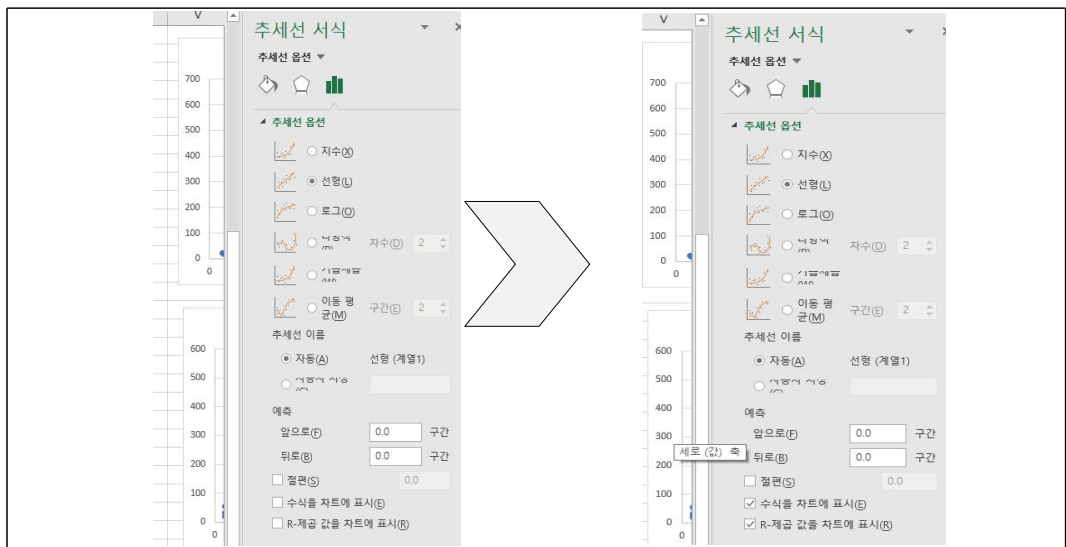 V
추세선 서식
추세선 옵션
700
600
500
400
300
200
100
0
0
추세선 옵션
지수(X)
선형(L)
로그(O)
차수(D) 2
이동 평
균(M)
구간(E) 2
추세선 이름
자동(A) 선형 (계열1)
예측
앞으로(F) 0.0 구간
뒤로(B) 0.0 구간
절편(S) 0.0
수식을 차트에 표시(E)
R-제곱 값을 차트에 표시(R)
600
500
400
300
200
100
0
0
V
추세선 서식
추세선 옵션
700
600
500
400
300
200
100
0
0
추세선 옵션
지수(X)
선형(L)
로그(O)
차수(D) 2
이동 평
균(M)
구간(E) 2
추세선 이름
자동(A) 선형 (계열1)
예측
앞으로(F) 0.0 구간
뒤로(B) 0.0 구간
절편(S) 0.0
수식을 차트에 표시(E)
R-제곱 값을 차트에 표시(R)
600
500
400
300
세로 (값) 축
200
100
0
0